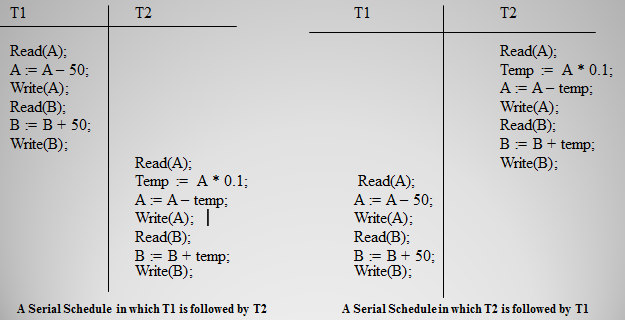 T1 T2
Read(A);
A := A – 50;
Write(A);
Read(B);
B := B + 50;
Write(B);
Read(A);
Temp := A * 0.1;
A := A – temp;
Write(A);
Read(B);
B := B + temp;
Write(B);
A Serial Schedule in which T1 is followed by T2
T1 T2
Read(A);
Temp := A * 0.1;
A := A – temp;
Write(A);
Read(B);
B := B + temp;
Write(B);
Read(A);
A := A – 50;
Write(A);
Read(B);
B := B + 50;
Write(B);
A Serial Schedule in which T2 is followed by T1